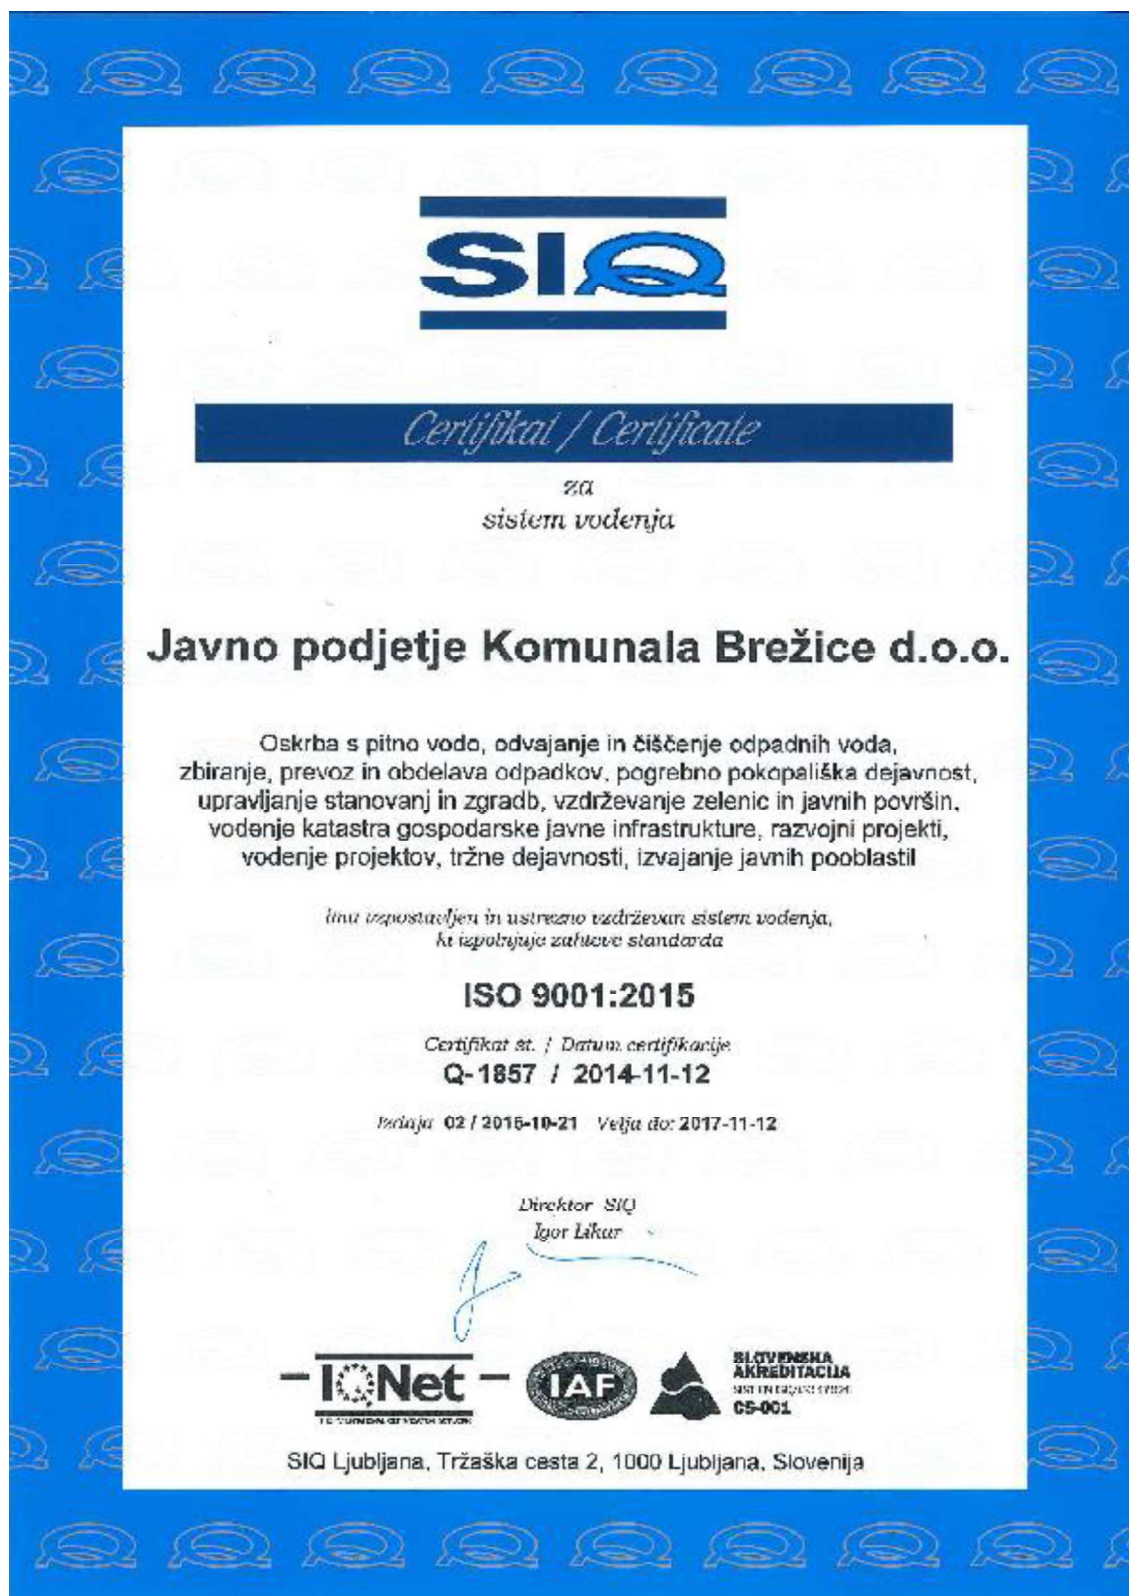 SIQ
Certifikat / Certificate
za
sistem vodenja
Javno podjetje Komunala Brežice d.o.o.
Oskrba s pitno vodo, odvajanje in čiščenje odpadnih voda,
zbiranje, prevoz in obdelava odpadkov, pogrebno pokopališka dejavnost,
upravljanje stanovanj in zgradb, vzdrževanje zelenic in javnih površin,
vodenje katastra gospodarske javne infrastrukture, razvojni projekti,
vodenje projektov, tržne dejavnosti, izvajanje javnih pooblastil
Ima vzpostavljen in ustrezno vzdrževan sistem vodenja,
ki izpolnjuje zahteve standarda
ISO 9001:2015
Certifikat št. / Datum certifikacije
Q-1857 / 2014-11-12
Izdaja 02 / Velja do: 2017-11-12
Direktor SIQ
Igor Likar
IQNet
IAF
SLOVENSKA
AKREDITACIJA
CS-001
SIQ Ljubljana, Tržaška cesta 2, 1000 Ljubljana, Slovenija